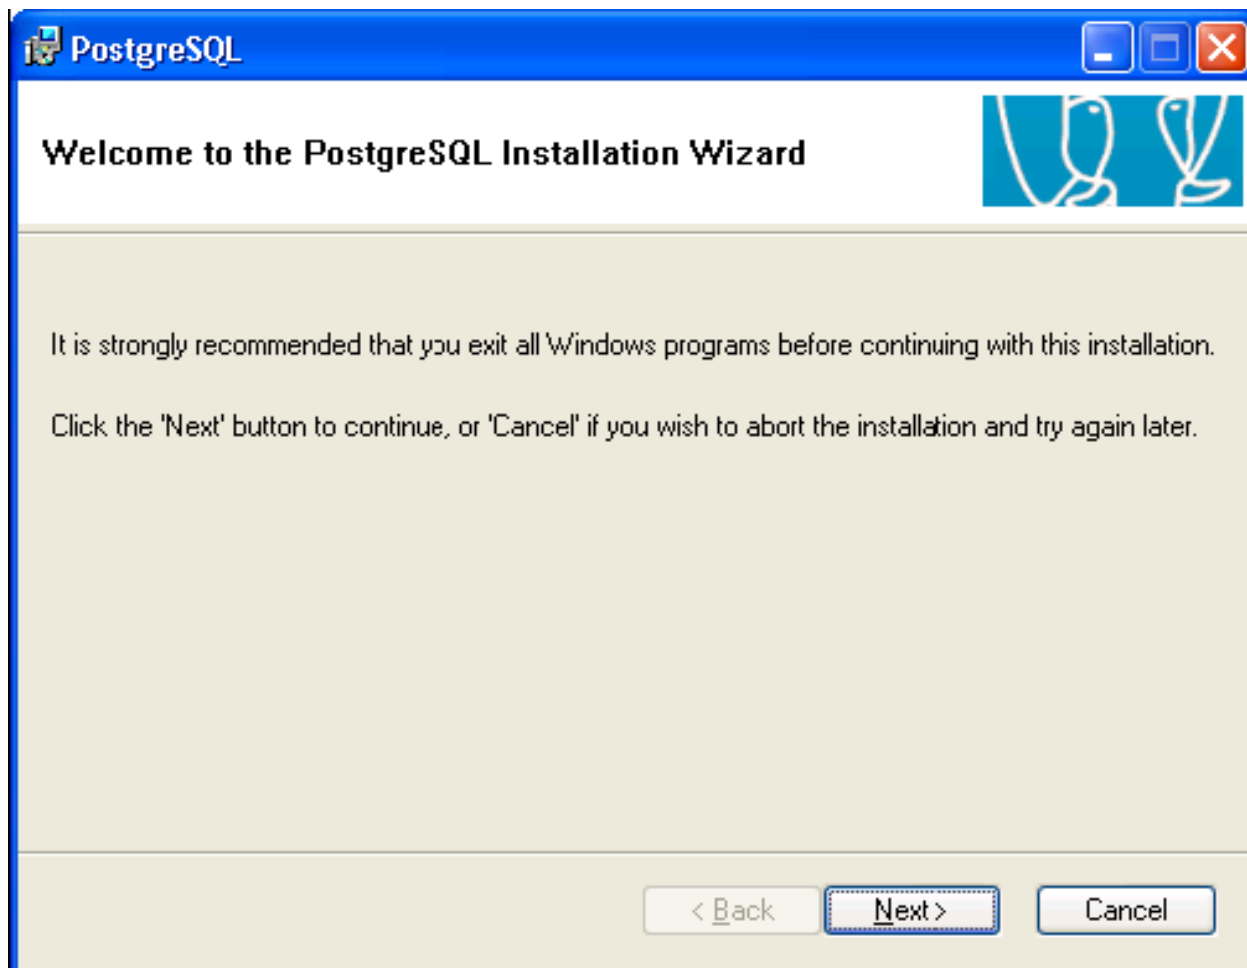 PostgreSQL
Welcome to the PostgreSQL Installation Wizard
It is strongly recommended that you exit all Windows programs before continuing with this installation.
Click the 'Next' button to continue, or 'Cancel' if you wish to abort the installation and try again later.
< Back Next > Cancel